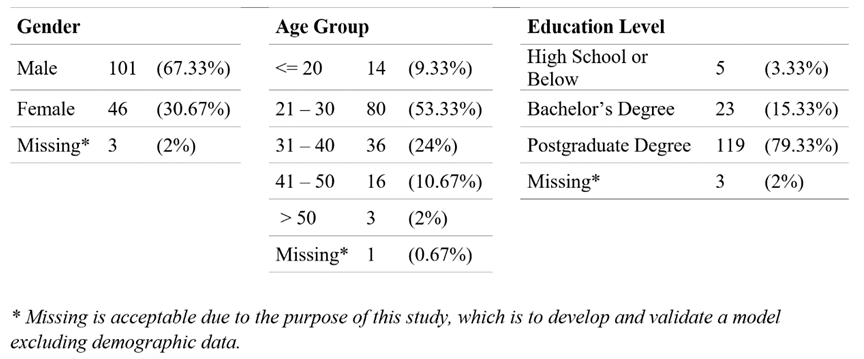 Gender
Male 101 (67.33%)
Female 46 (30.67%)
Missing* 3 (2%)
Age Group
<= 20 14 (9.33%)
21 – 30 80 (53.33%)
31 – 40 36 (24%)
41 – 50 16 (10.67%)
> 50 3 (2%)
Missing* 1 (0.67%)
Education Level
High School or
Below 5 (3.33%)
Bachelor’s Degree 23 (15.33%)
Postgraduate Degree 119 (79.33%)
Missing* 3 (2%)
* Missing is acceptable due to the purpose of this study, which is to develop and validate a model
excluding demographic data.